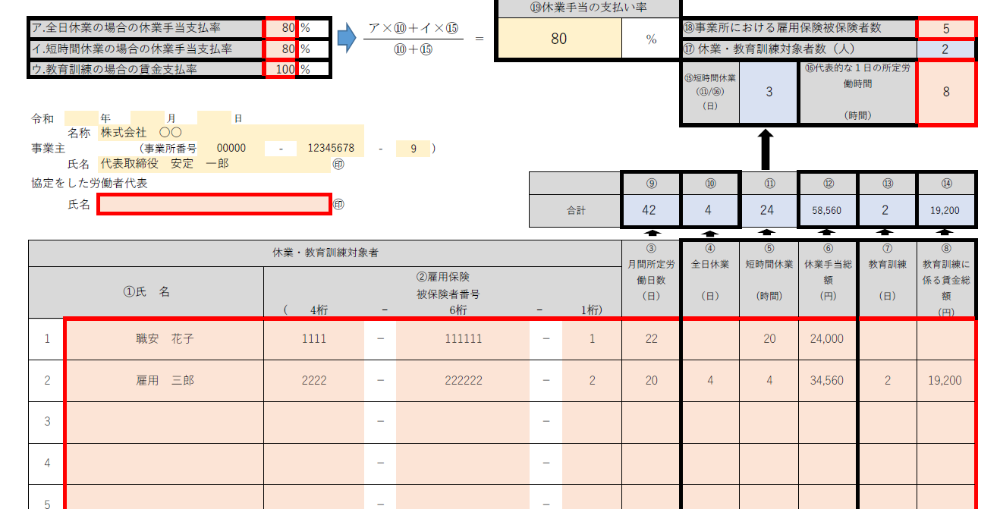 ⑲休業手当の支払い率
ア.全日休業の場合の休業手当支払率 80 %
イ.短時間休業の場合の休業手当支払率 80 %
ウ.教育訓練の場合の賃金支払率 100 %
ア×⑩＋イ×⑮
⑩＋⑮
＝
80 %
⑱事業所における雇用保険被保険者数 5
⑰ 休業・教育訓練対象者数（人） 2
⑮短時間休業
（⑪/⑯）
（日）
3
⑯代表的な１日の所定労
働時間
（時間）
8
令和 年 月 日
名称 株式会社　〇〇
事業主 （事業所番号 00000 - 12345678 - 9 ）
氏名 代表取締役　安定　一郎 ㊞
協定をした労働者代表
氏名 ㊞
⑨ ⑩ ⑪ ⑫ ⑬ ⑭
合計 42 4 24 58,560 2 19,200
休業・教育訓練対象者
①氏　名
②雇用保険
被保険者番号
（ 4桁 − 6桁 − 1桁）
③
月間所定労
働日数
（日）
④
全日休業
（日）
⑤
短時間休業
（時間）
⑥
休業手当総
額
（円）
⑦
教育訓練
（日）
⑧
教育訓練に
係る賃金総
額
（円）
1 職安　花子 1111 − 111111 − 1 22 20 24,000
2 雇用　三郎 2222 − 222222 − 2 20 4 4 34,560 2 19,200
3 − −
4 − −
5 − −